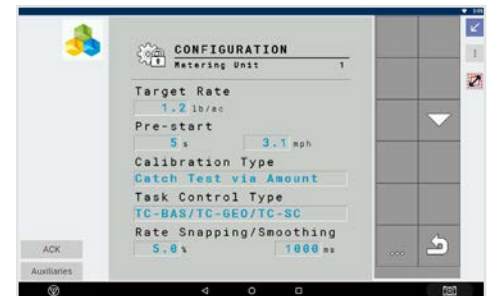 3:09
CONFIGURATION
Metering Unit 1
Target Rate
1.2 lb/ac
Pre-start
5 s 3.1 mph
Calibration Type
Catch Test via Amount
Task Control Type
TC-BAS/TC-GEO/TC-SC
Rate Snapping/Smoothing
5.0 % 1000 ms
...
ACK
Auxiliaries